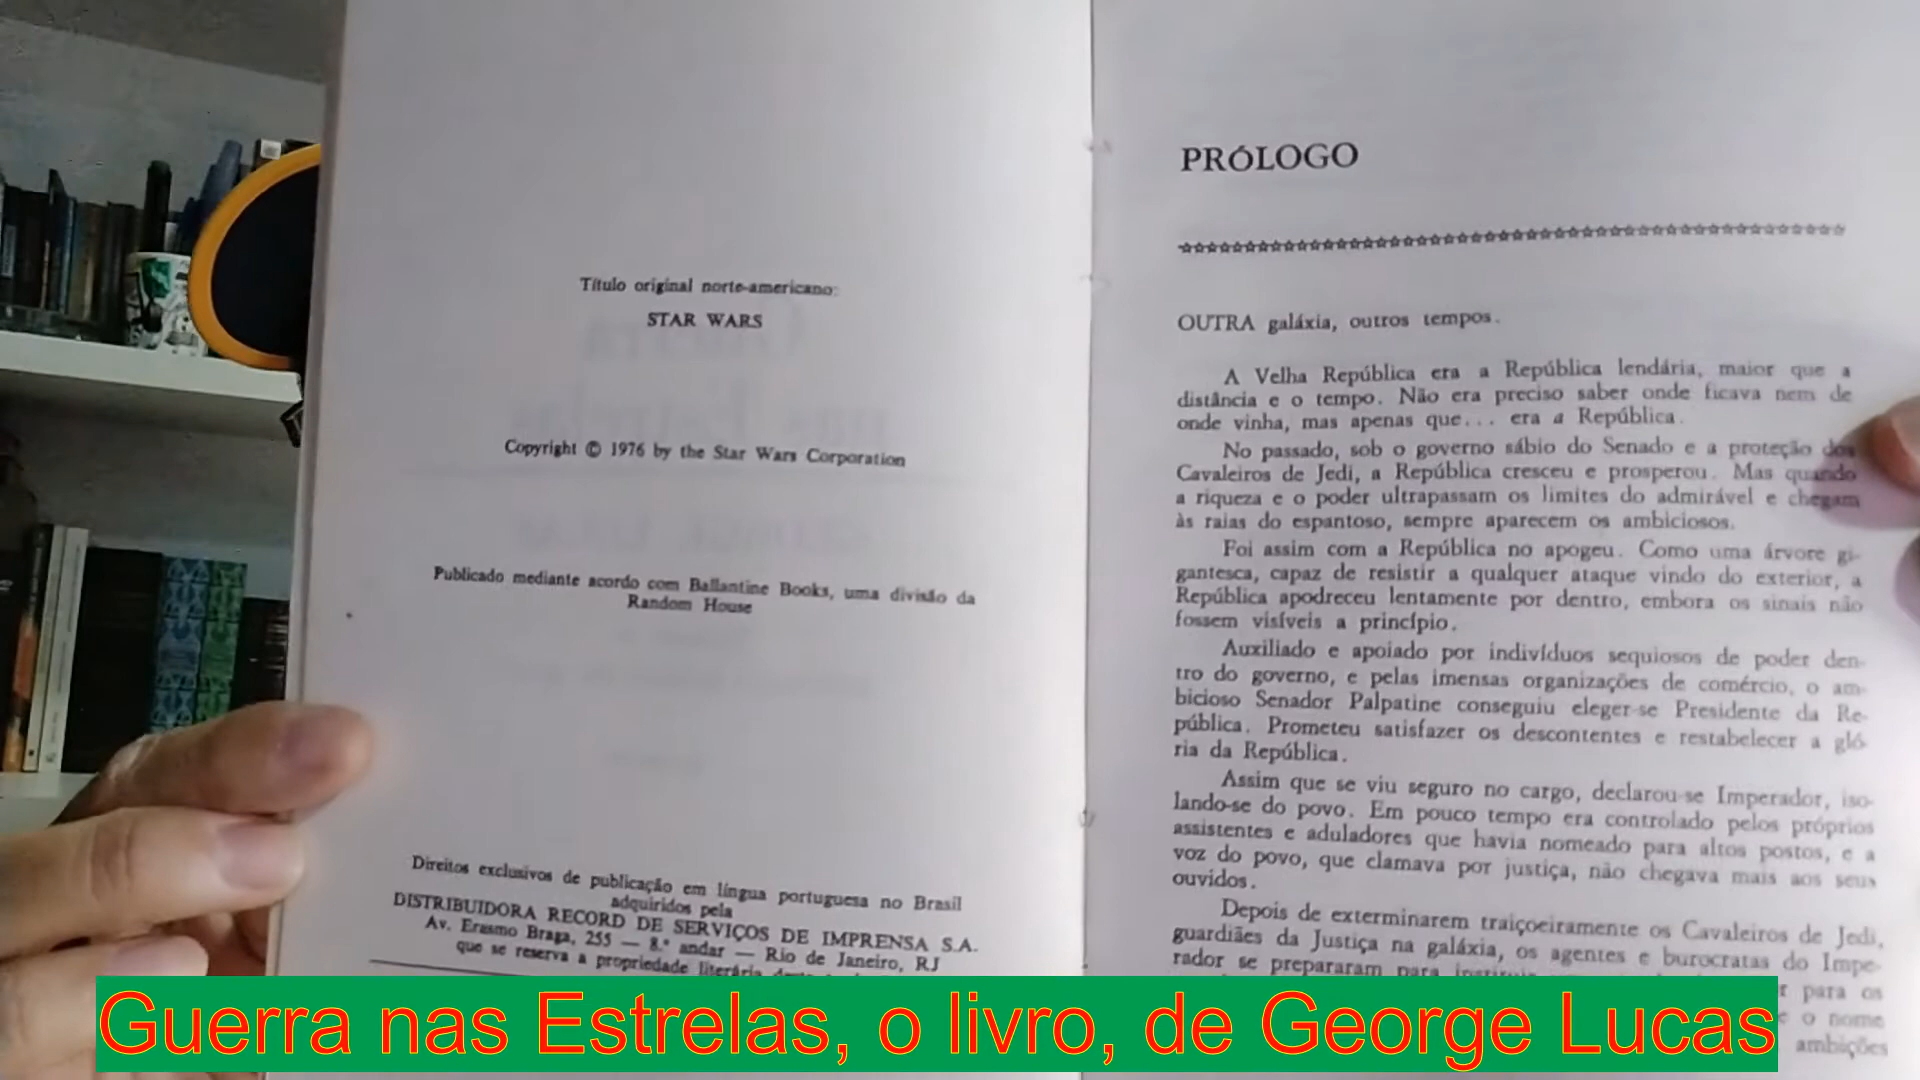 Título original norte-americano:
STAR WARS
Copyright © 1976 by the Star Wars Corporation
Publicado mediante acordo com Ballantine Books, uma divisão da
Random House
Direitos exclusivos de publicação em língua portuguesa no Brasil
adquiridos pela
DISTRIBUIDORA RECORD DE SERVIÇOS DE IMPRENSA S.A.
Av. Erasmo Braga, 255 — 8.º andar — Rio de Janeiro, RJ
que se reserva a propriedade literária
PRÓLOGO
OUTRA galáxia, outros tempos.
A Velha República era a República lendária, maior que a
distância e o tempo. Não era preciso saber onde ficava nem de
onde vinha, mas apenas que... era a República.
No passado, sob o governo sábio do Senado e a proteção dos
Cavaleiros de Jedi, a República cresceu e prosperou. Mas quando
a riqueza e o poder ultrapassam os limites do admirável e chegam
às raias do espantoso, sempre aparecem os ambiciosos.
Foi assim com a República no apogeu. Como uma árvore gi-
gantesca, capaz de resistir a qualquer ataque vindo do exterior, a
República apodreceu lentamente por dentro, embora os sinais não
fossem visíveis a princípio.
Auxiliado e apoiado por indivíduos sequiosos de poder den-
tro do governo, e pelas imensas organizações de comércio, o am-
bicioso Senador Palpatine conseguiu eleger-se Presidente da Re-
pública. Prometeu satisfazer os descontentes e restabelecer a gló-
ria da República.
Assim que se viu seguro no cargo, declarou-se Imperador, iso-
lando-se do povo. Em pouco tempo era controlado pelos próprios
assistentes e aduladores que havia nomeado para altos postos, e a
voz do povo, que clamava por justiça, não chegava mais aos seus
ouvidos.
Depois de exterminarem traiçoeiramente os Cavaleiros de Jedi,
guardiães da Justiça na galáxia, os agentes e burocratas do Impe-
rador se prepararam para
para os
o nome
ambições
Guerra nas Estrelas, o livro, de George Lucas